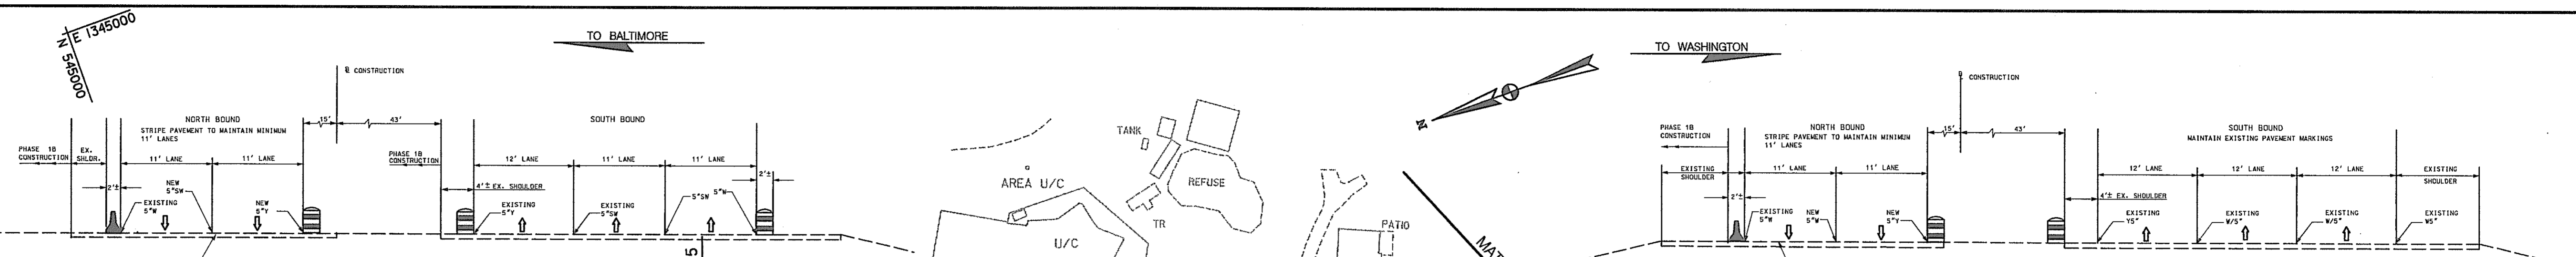 E 1345000
N 545000
TO BALTIMORE
TO WASHINGTON
℄ CONSTRUCTION
NORTH BOUND
STRIPE PAVEMENT TO MAINTAIN MINIMUM
11' LANES
15'
43'
SOUTH BOUND
PHASE 1B
CONSTRUCTION
EX.
SHLDR.
11' LANE
11' LANE
PHASE 1B
CONSTRUCTION
12' LANE
11' LANE
11' LANE
2'±
NEW
5"SW
EXISTING
5"W
NEW
5"Y
4'± EX. SHOULDER
EXISTING
5"Y
EXISTING
5"SW
5"SW
5"W
2'±
5
TANK
AREA U/C
REFUSE
TR
U/C
N
PATIO
MAT
CONSTRUCTION
PHASE 1B
CONSTRUCTION
NORTH BOUND
STRIPE PAVEMENT TO MAINTAIN MINIMUM
11' LANES
15'
43'
SOUTH BOUND
MAINTAIN EXISTING PAVEMENT MARKINGS
EXISTING
SHOULDER
11' LANE
11' LANE
12' LANE
12' LANE
12' LANE
EXISTING
SHOULDER
2'±
EXISTING
5"W
NEW
5"W
NEW
5"Y
4'± EX. SHOULDER
EXISTING
Y5"
EXISTING
W/5"
EXISTING
W/5"
EXISTING
W5"